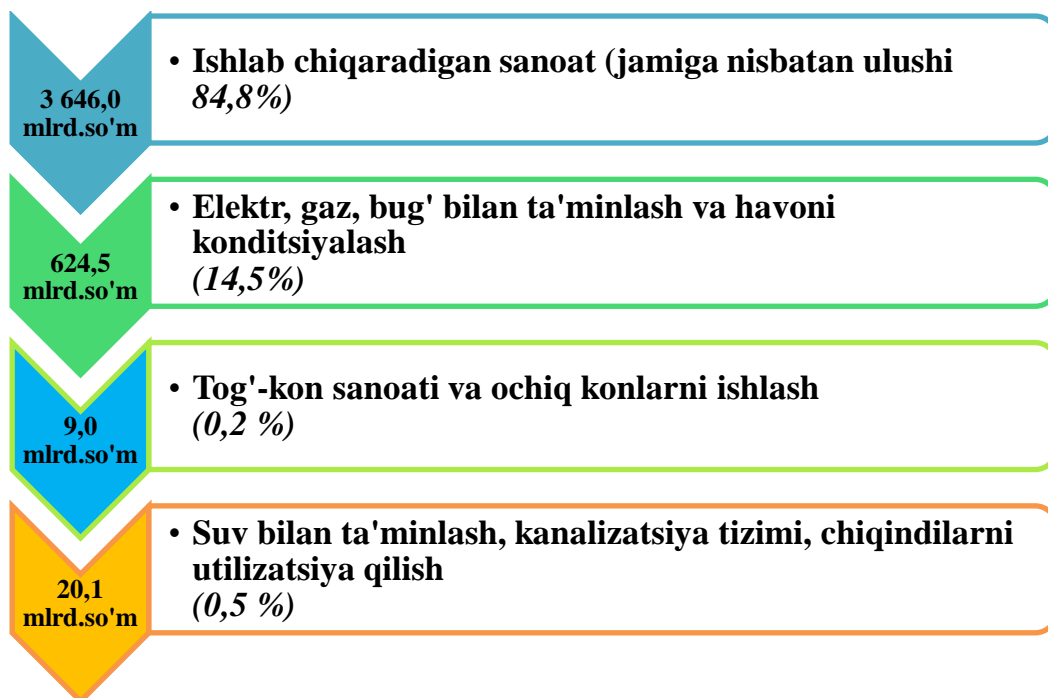 3 646,0
mlrd.so'm
• Ishlab chiqaradigan sanoat (jamiga nisbatan ulushi
84,8%)
624,5
mlrd.so'm
• Elektr, gaz, bug' bilan ta'minlash va havoni
konditsiyalash
(14,5%)
9,0
mlrd.so'm
• Tog'-kon sanoati va ochiq konlarni ishlash
(0,2 %)
20,1
mlrd.so'm
• Suv bilan ta'minlash, kanalizatsiya tizimi, chiqindilarni
utilizatsiya qilish
(0,5 %)